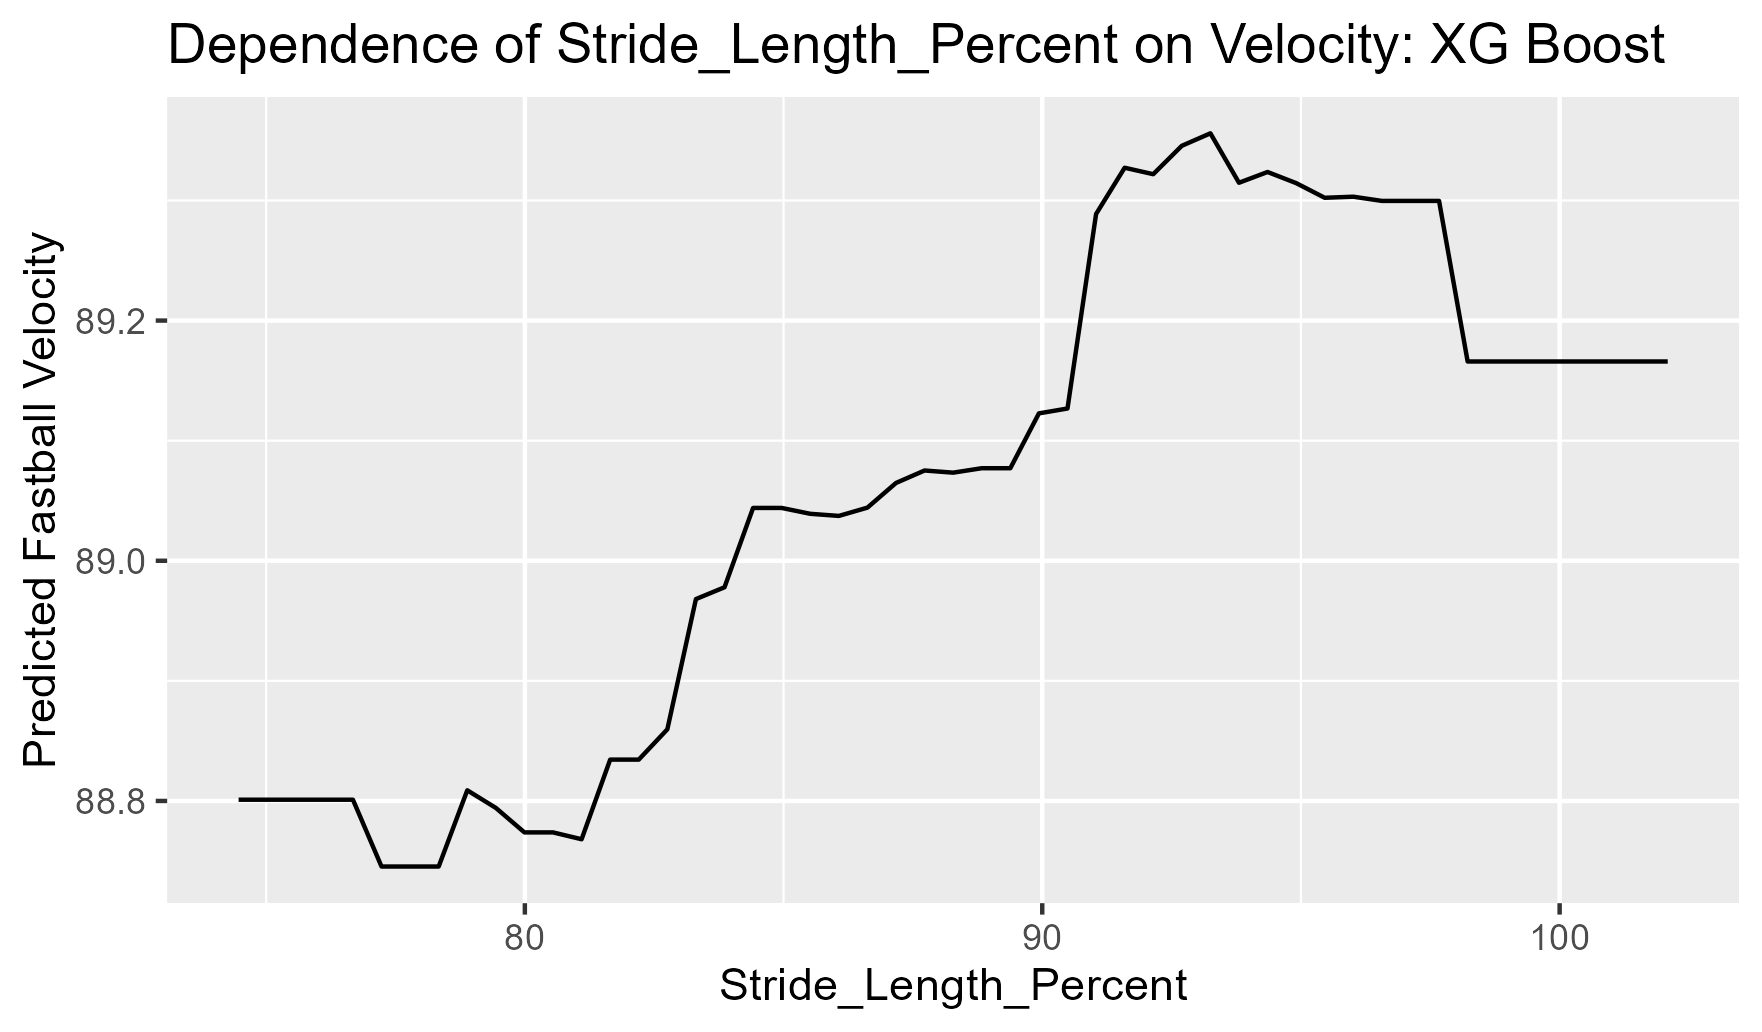 Dependence of Stride_Length_Percent on Velocity: XG Boost
Predicted Fastball Velocity
89.2
89.0
88.8
80 90 100
Stride_Length_Percent